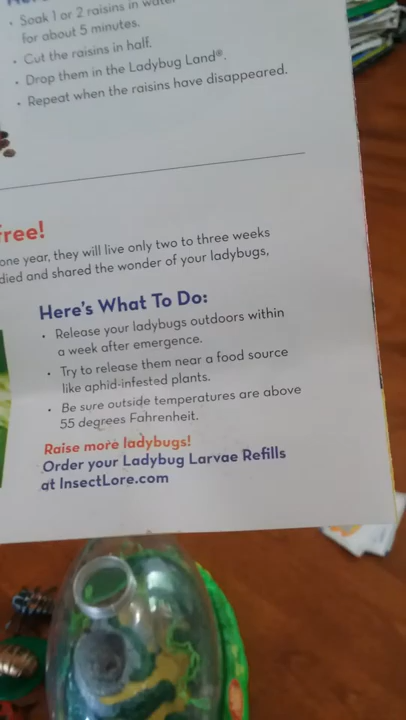 • Soak 1 or 2 raisins in water
for about 5 minutes.
• Cut the raisins in half.
• Drop them in the Ladybug Land®.
• Repeat when the raisins have disappeared.
free!
one year, they will live only two to three weeks
died and shared the wonder of your ladybugs,
Here's What To Do:
• Release your ladybugs outdoors within
a week after emergence.
• Try to release them near a food source
like aphid-infested plants.
• Be sure outside temperatures are above
55 degrees Fahrenheit.
Raise more ladybugs!
Order your Ladybug Larvae Refills
at InsectLore.com